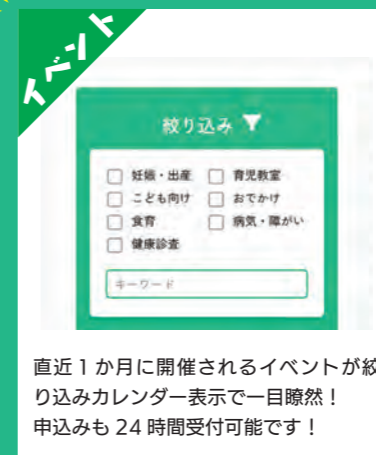 イベント
絞り込み
妊娠・出産 育児教室
こども向け おでかけ
食育 病気・障がい
健康診査
キーワード
直近1か月に開催されるイベントが絞
り込みカレンダー表示で一目瞭然！
申込みも24時間受付可能です！